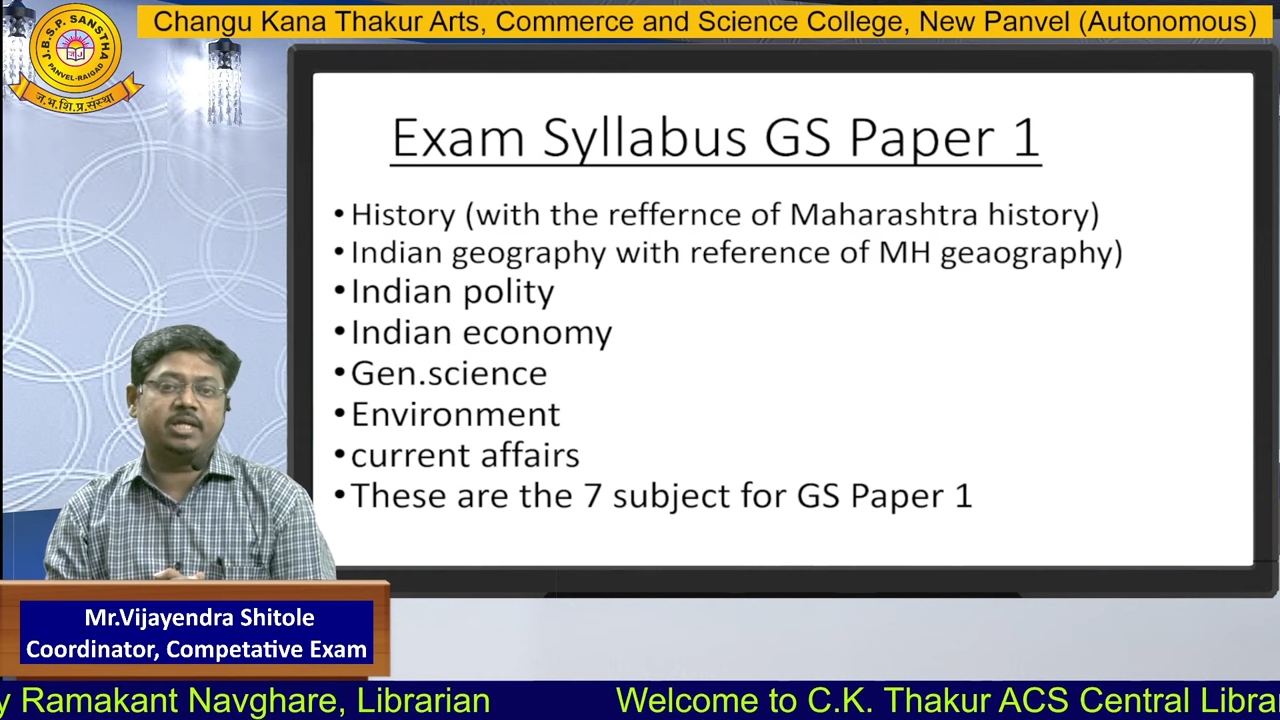 Changu Kana Thakur Arts, Commerce and Science College, New Panvel (Autonomous)
J.B.S.P. SANSTHA
PANVEL-RAIGAD
ज.भ.शि.प्र.संस्था
Exam Syllabus GS Paper 1
•History (with the reffernce of Maharashtra history)
•Indian geography with reference of MH geaography)
•Indian polity
•Indian economy
•Gen.science
•Environment
•current affairs
•These are the 7 subject for GS Paper 1
Mr.Vijayendra Shitole
Coordinator, Competative Exam
y Ramakant Navghare, Librarian Welcome to C.K. Thakur ACS Central Librar